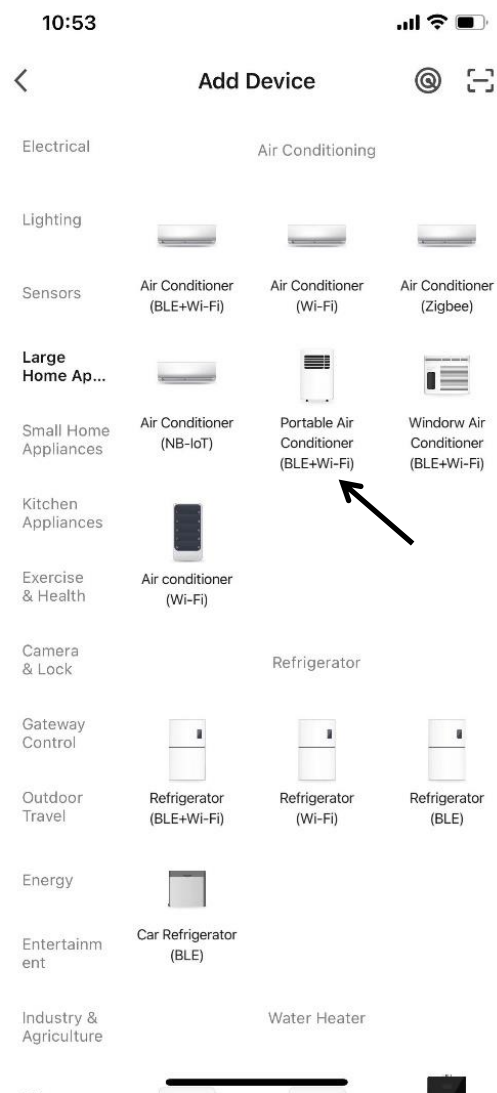 10:53
Add Device
Electrical
Lighting
Sensors
Large
Home Ap...
Small Home
Appliances
Kitchen
Appliances
Exercise
& Health
Camera
& Lock
Gateway
Control
Outdoor
Travel
Energy
Entertainm
ent
Industry &
Agriculture
Air Conditioning
Air Conditioner
(BLE+Wi-Fi)
Air Conditioner
(Wi-Fi)
Air Conditioner
(Zigbee)
Air Conditioner
(NB-IoT)
Portable Air
Conditioner
(BLE+Wi-Fi)
Windorw Air
Conditioner
(BLE+Wi-Fi)
Air conditioner
(Wi-Fi)
Refrigerator
Refrigerator
(BLE+Wi-Fi)
Refrigerator
(Wi-Fi)
Refrigerator
(BLE)
Car Refrigerator
(BLE)
Water Heater